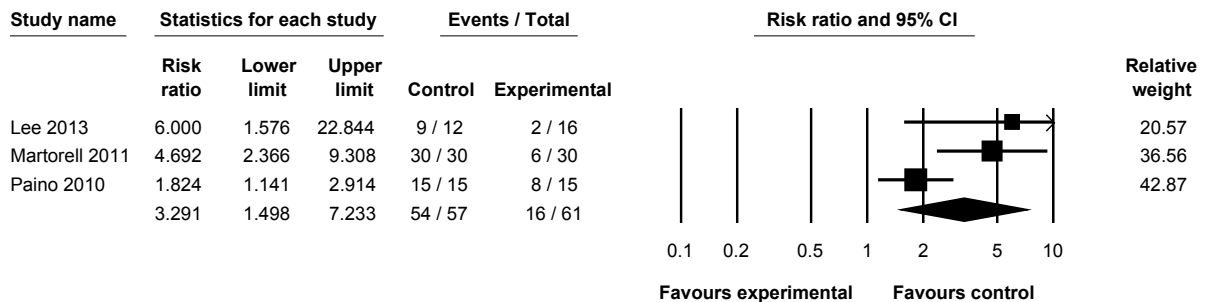 Study name Statistics for each study Events / Total Risk ratio and 95% CI
Risk Lower Upper Relative
ratio limit limit Control Experimental weight
Lee 2013 6.000 1.576 22.844 9 / 12 2 / 16 20.57
Martorell 2011 4.692 2.366 9.308 30 / 30 6 / 30 36.56
Paino 2010 1.824 1.141 2.914 15 / 15 8 / 15 42.87
3.291 1.498 7.233 54 / 57 16 / 61
0.1 0.2 0.5 1 2 5 10
Favours experimental Favours control